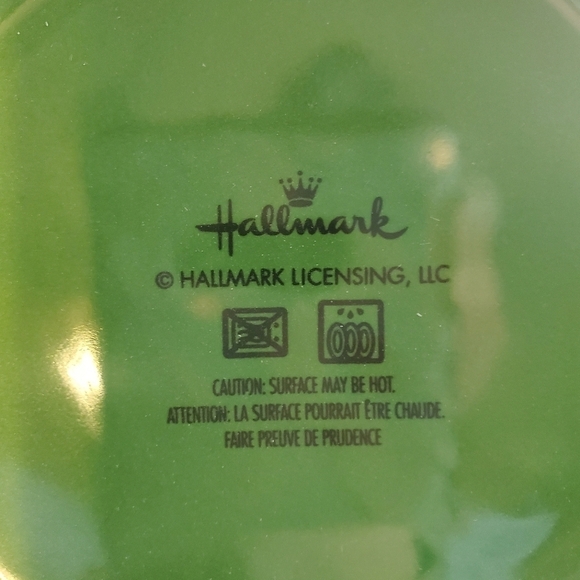 Hallmark
© HALLMARK LICENSING, LLC
CAUTION: SURFACE MAY BE HOT.
ATTENTION: LA SURFACE POURRAIT ÊTRE CHAUDE.
FAIRE PREUVE DE PRUDENCE